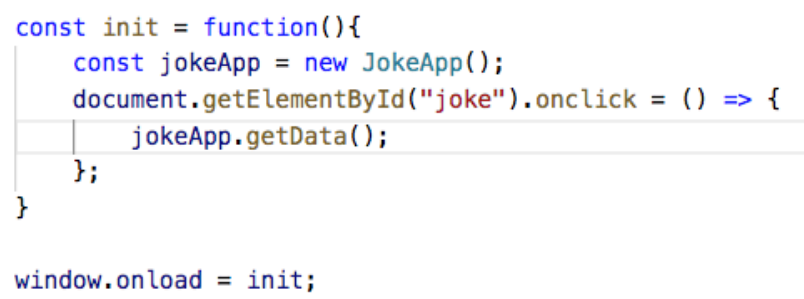 const init = function(){
    const jokeApp = new JokeApp();
    document.getElementById("joke").onclick = () => {
        jokeApp.getData();
    };
}

window.onload = init;